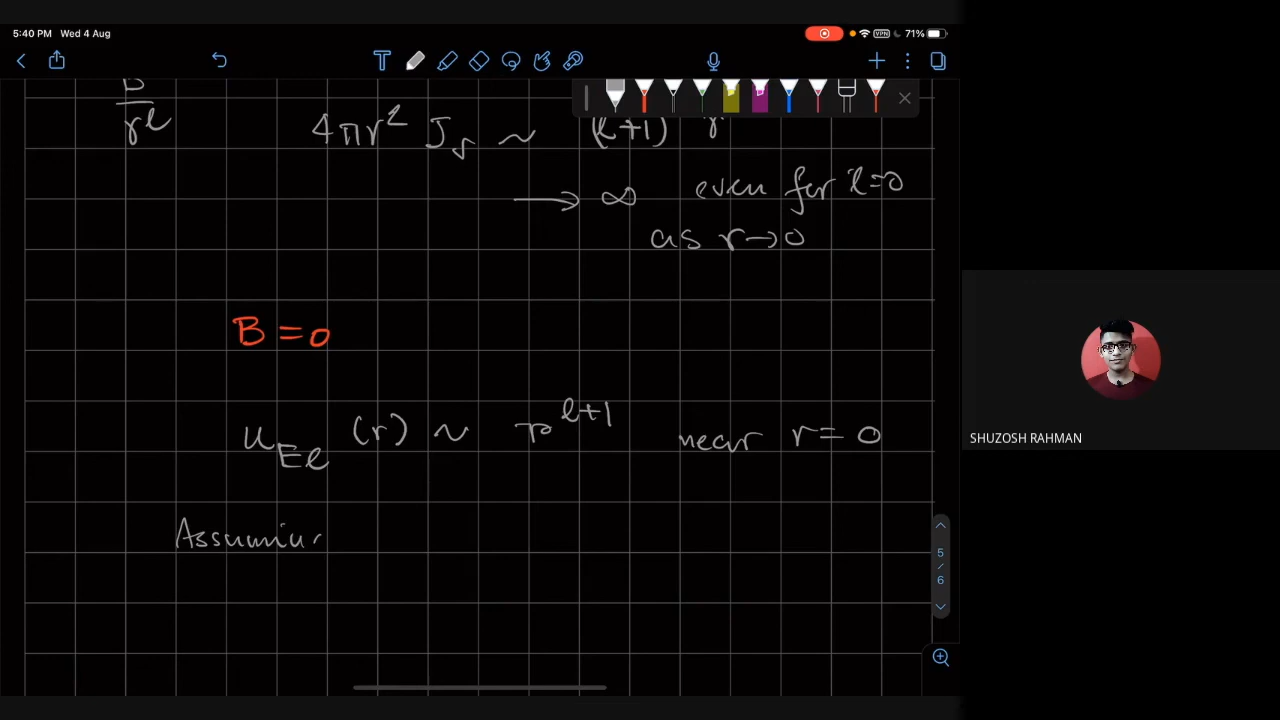 5:40 PM Wed 4 Aug
VPN 71%
B
r^l
4πr² J_r ~ (l+1)
→ ∞ even for l=0
as r→0
B = 0
u_El (r) ~ r^{l+1} near r = 0
5
/
6
SHUZOSH RAHMAN